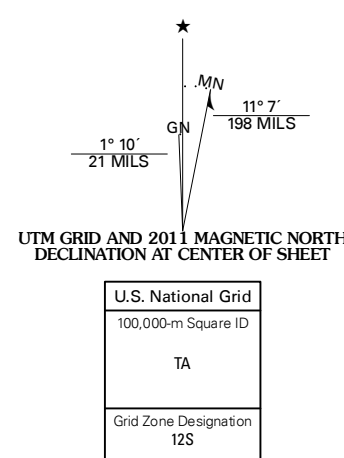 ★
MN
GN
11° 7´
198 MILS
1° 10´
21 MILS
UTM GRID AND 2011 MAGNETIC NORTH
DECLINATION AT CENTER OF SHEET
U.S. National Grid
100,000-m Square ID
TA
Grid Zone Designation
12S